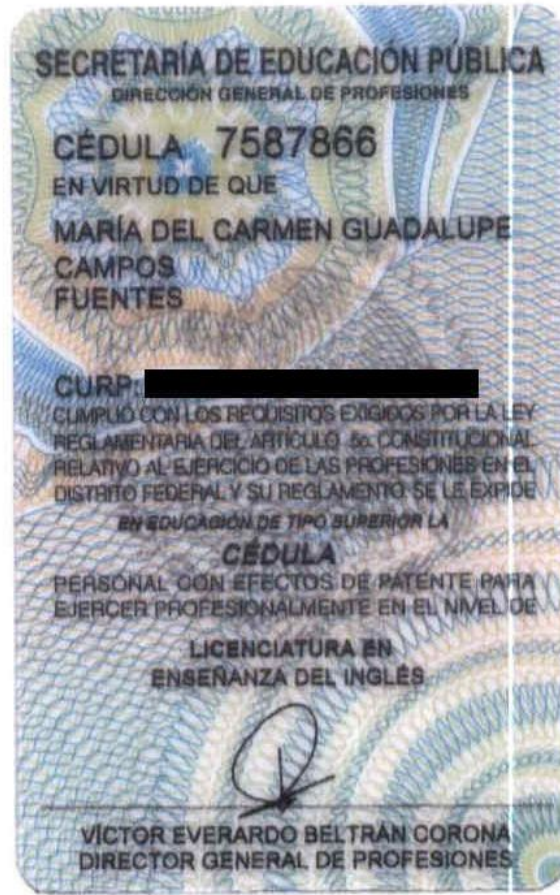 SECRETARÍA DE EDUCACIÓN PÚBLICA
DIRECCIÓN GENERAL DE PROFESIONES
CÉDULA 7587866
EN VIRTUD DE QUE
MARÍA DEL CARMEN GUADALUPE
CAMPOS
FUENTES
CURP:
CUMPLIÓ CON LOS REQUISITOS EXIGIDOS POR LA LEY
REGLAMENTARIA DEL ARTÍCULO 5o. CONSTITUCIONAL
RELATIVO AL EJERCICIO DE LAS PROFESIONES EN EL
DISTRITO FEDERAL Y SU REGLAMENTO SE LE EXPIDE
EN EDUCACIÓN DE TIPO SUPERIOR LA
CÉDULA
PERSONAL CON EFECTOS DE PATENTE PARA
EJERCER PROFESIONALMENTE EN EL NIVEL DE
LICENCIATURA EN
ENSEÑANZA DEL INGLÉS
VÍCTOR EVERARDO BELTRÁN CORONA
DIRECTOR GENERAL DE PROFESIONES